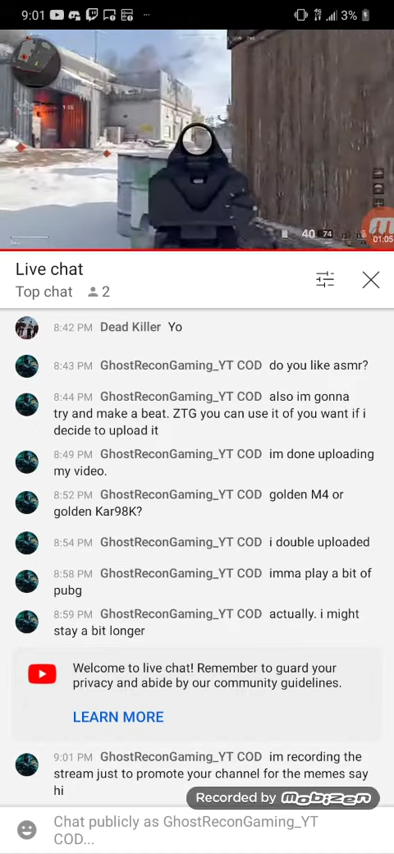 9:01
3%
40 74
01:05
Live chat
Top chat 2
8:42 PM Dead Killer Yo
8:43 PM GhostReconGaming_YT COD do you like asmr?
8:44 PM GhostReconGaming_YT COD also im gonna
try and make a beat. ZTG you can use it of you want if i
decide to upload it
8:49 PM GhostReconGaming_YT COD im done uploading
my video.
8:52 PM GhostReconGaming_YT COD golden M4 or
golden Kar98K?
8:54 PM GhostReconGaming_YT COD i double uploaded
8:58 PM GhostReconGaming_YT COD imma play a bit of
pubg
8:59 PM GhostReconGaming_YT COD actually. i might
stay a bit longer
Welcome to live chat! Remember to guard your
privacy and abide by our community guidelines.
LEARN MORE
9:01 PM GhostReconGaming_YT COD im recording the
stream just to promote your channel for the memes say
hi
Recorded by Mobizen
Chat publicly as GhostReconGaming_YT
COD...